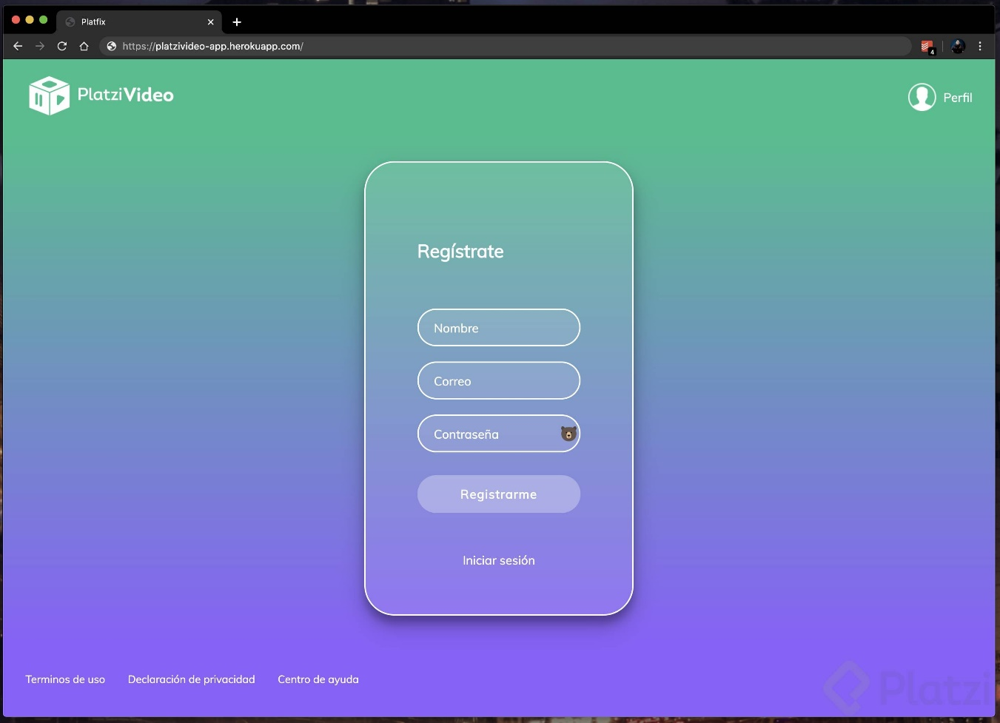 Platfix
https://platzivideo-app.herokuapp.com/
4
PlatziVideo
Perfil
Regístrate
Nombre
Correo
Contraseña
Registrarme
Iniciar sesión
Terminos de uso Declaración de privacidad Centro de ayuda
Platzi